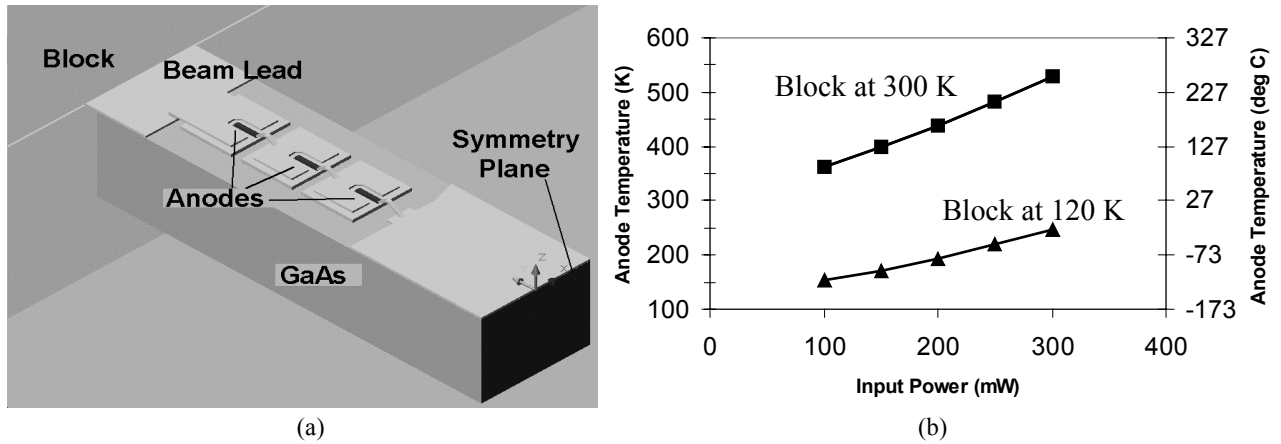 Block
Beam Lead
Symmetry
Plane
Anodes
GaAs
Z
X
(a)
600
500
400
300
200
100
Anode Temperature (K)
327
227
127
27
-73
-173
Anode Temperature (deg C)
Block at 300 K
Block at 120 K
0
100
200
300
400
Input Power (mW)
(b)